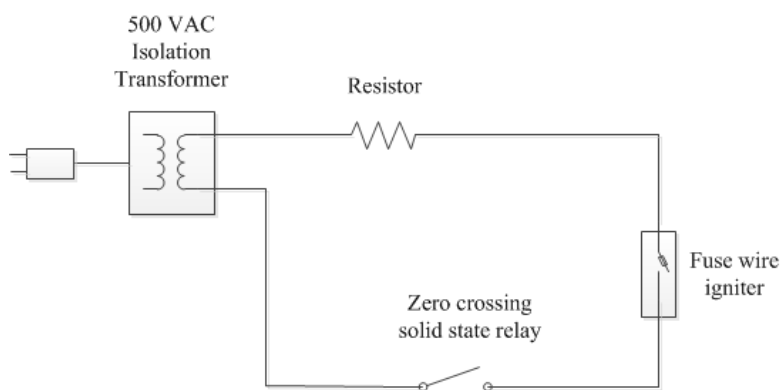 500 VAC
Isolation
Transformer
Resistor
Fuse wire
igniter
Zero crossing
solid state relay